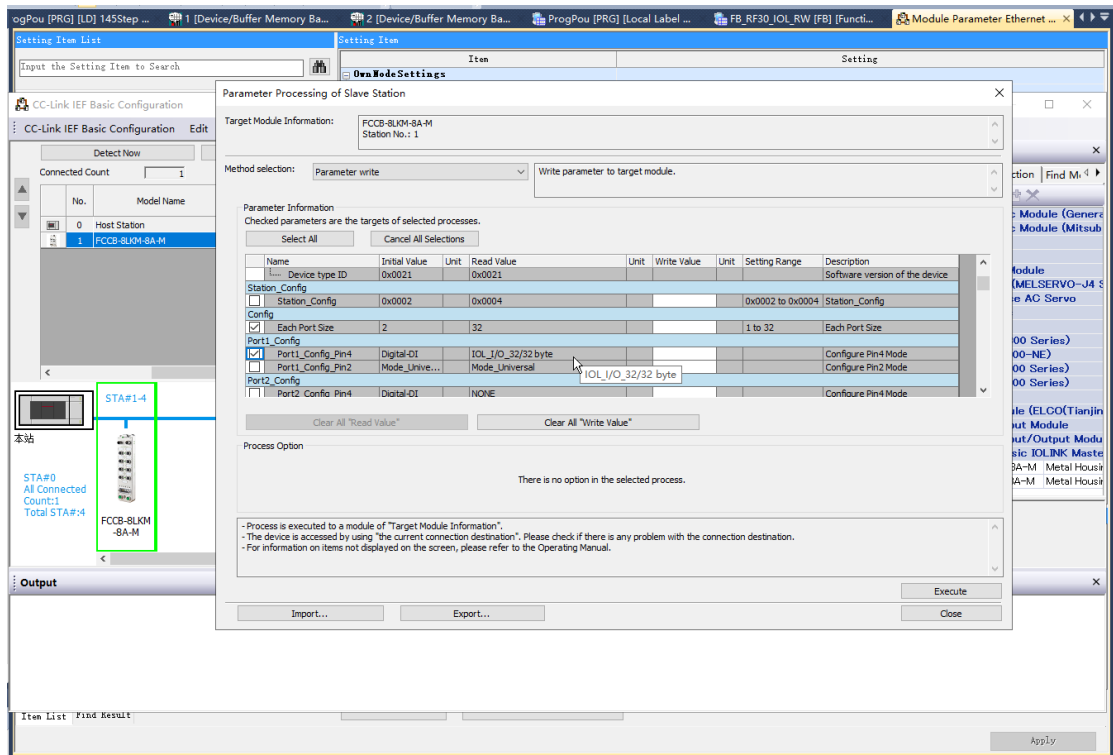 ogPou [PRG] [LD] 145Step ...
1 [Device/Buffer Memory Ba...
2 [Device/Buffer Memory Ba...
ProgPou [PRG] [Local Label ...
FB_RF30_IOL_RW [FB] [Functi...
Module Parameter Ethernet ...
Setting Item List
Setting Item
Input the Setting Item to Search
Item
Setting
OwnNodeSettings
CC-Link IEF Basic Configuration
CC-Link IEF Basic Configuration Edit
Detect Now
Connected Count 1
No. Model Name
0 Host Station
1 FCCB-8LKM-8A-M
STA#1-4
本站
STA#0
All Connected
Count:1
Total STA#:4
FCCB-8LKM
-8A-M
Parameter Processing of Slave Station
Target Module Information:
FCCB-8LKM-8A-M
Station No.: 1
Method selection:
Parameter write
Write parameter to target module.
Parameter Information
Checked parameters are the targets of selected processes.
Select All
Cancel All Selections
Name Initial Value Unit Read Value Unit Write Value Unit Setting Range Description
Device type ID 0x0021 0x0021 Software version of the device
Station_Config
Station_Config 0x0002 0x0004 0x0002 to 0x0004 Station_Config
Config
Each Port Size 2 32 1 to 32 Each Port Size
Port1_Config
Port1_Config_Pin4 Digital-DI IOL_I/O_32/32 byte Configure Pin4 Mode
Port1_Config_Pin2 Mode_Unive... Mode_Universal Configure Pin2 Mode
IOL_I/O_32/32 byte
Port2_Config
Port2_Config_Pin4 Digital-DI NONE Configure Pin4 Mode
Clear All "Read Value"
Clear All "Write Value"
Process Option
There is no option in the selected process.
- Process is executed to a module of "Target Module Information".
- The device is accessed by using "the current connection destination". Please check if there is any problem with the connection destination.
- For information on items not displayed on the screen, please refer to the Operating Manual.
Execute
Import...
Export...
Close
ction Find M
Module (Genera
Module (Mitsub
Module
(MELSERVO-J4 S
e AC Servo
00 Series)
00-NE)
00 Series)
00 Series)
le (ELCO(Tianjin
ut Module
ut/Output Modu
sic IOLINK Maste
A-M Metal Housi
A-M Metal Housi
Output
Item List Find Result
Apply